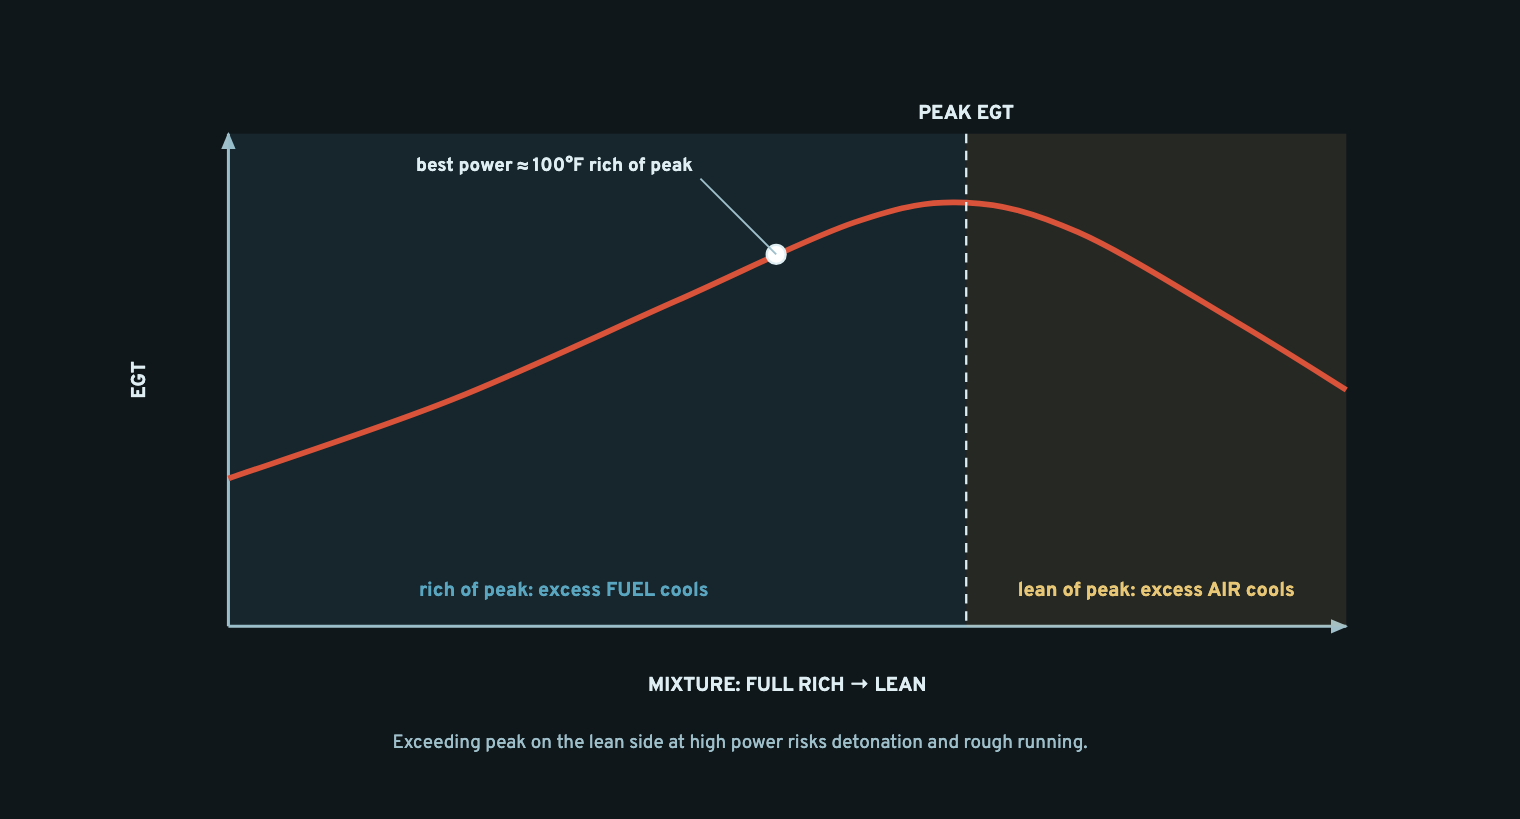 PEAK EGT
best power ≈ 100°F rich of peak
EGT
rich of peak: excess FUEL cools
lean of peak: excess AIR cools
MIXTURE: FULL RICH → LEAN
Exceeding peak on the lean side at high power risks detonation and rough running.